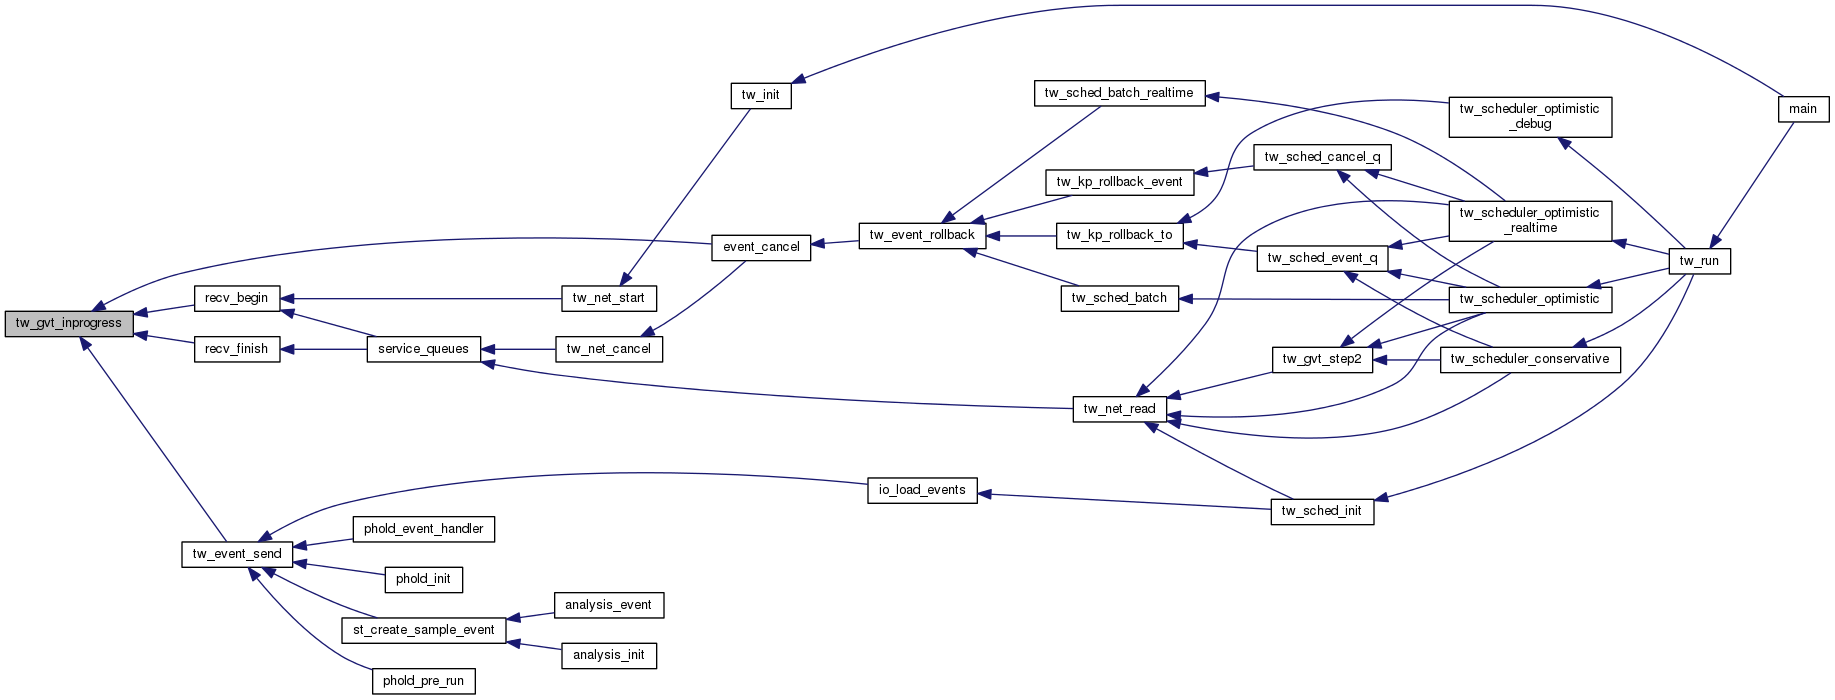 tw_init
tw_sched_batch_realtime
main
tw_scheduler_optimistic
_debug
tw_sched_cancel_q
tw_kp_rollback_event
tw_scheduler_optimistic
_realtime
tw_event_rollback
tw_kp_rollback_to
event_cancel
tw_sched_event_q
tw_run
recv_begin
tw_net_start
tw_sched_batch
tw_scheduler_optimistic
tw_gvt_inprogress
recv_finish
service_queues
tw_net_cancel
tw_gvt_step2
tw_scheduler_conservative
tw_net_read
io_load_events
tw_sched_init
phold_event_handler
tw_event_send
phold_init
analysis_event
st_create_sample_event
analysis_init
phold_pre_run